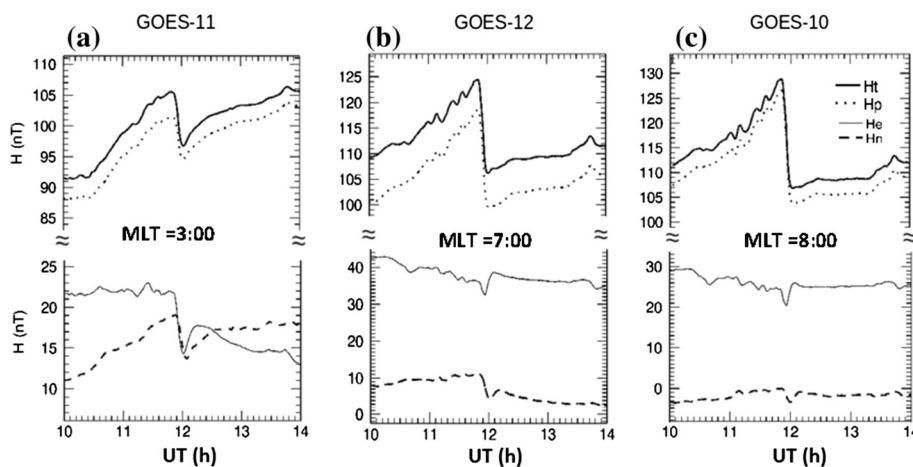 GOES-11
GOES-12
GOES-10
(a)
(b)
(c)
H (nT)
110
105
100
95
90
85
125
120
115
110
105
100
130
125
120
115
110
105
100
Ht
Hp
He
Hn
≈
≈
≈
≈
≈
≈
MLT =3:00
MLT =7:00
MLT =8:00
H (nT)
25
20
15
10
40
30
20
10
0
30
20
10
0
10
11
12
13
14
10
11
12
13
14
10
11
12
13
14
UT (h)
UT (h)
UT (h)